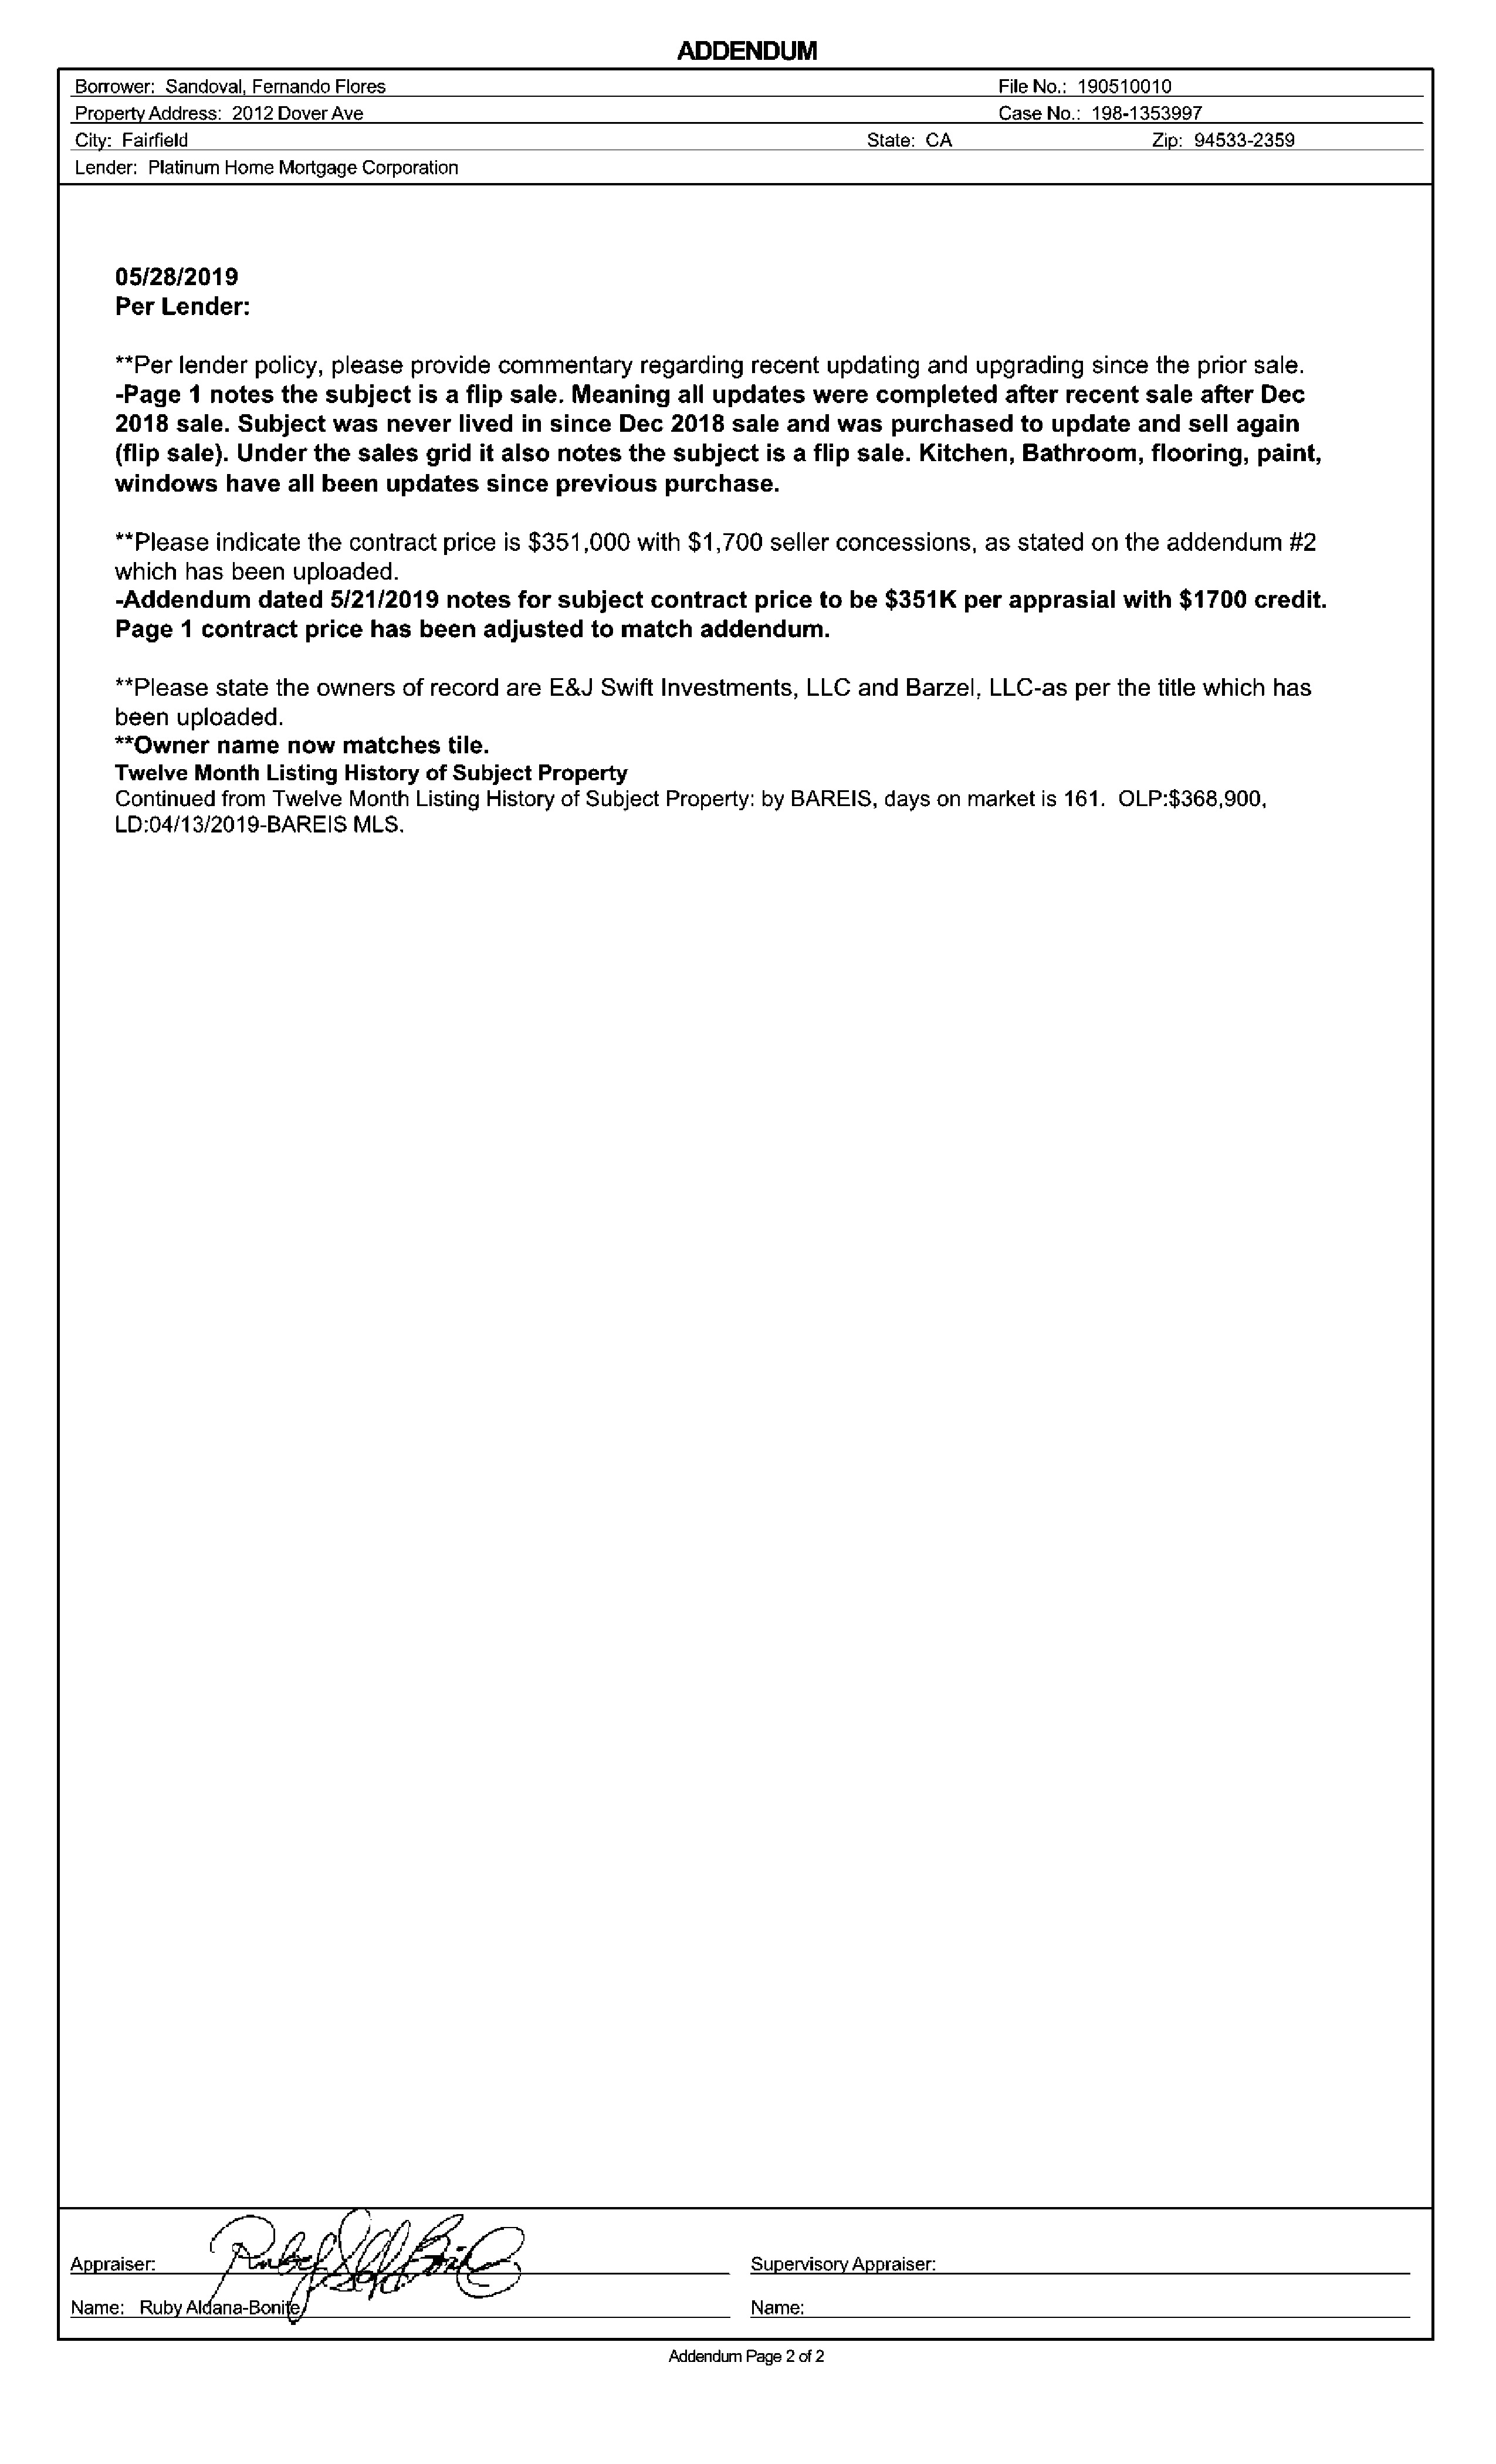 ADDENDUM
Borrower: Sandoval, Fernando Flores File No.: 190510010
Property Address: 2012 Dover Ave Case No.: 198-1353997
City: Fairfield State: CA Zip: 94533-2359
Lender: Platinum Home Mortgage Corporation
05/28/2019
Per Lender:
**Per lender policy, please provide commentary regarding recent updating and upgrading since the prior sale.
-Page 1 notes the subject is a flip sale. Meaning all updates were completed after recent sale after Dec
2018 sale. Subject was never lived in since Dec 2018 sale and was purchased to update and sell again
(flip sale). Under the sales grid it also notes the subject is a flip sale. Kitchen, Bathroom, flooring, paint,
windows have all been updates since previous purchase.
**Please indicate the contract price is $351,000 with $1,700 seller concessions, as stated on the addendum #2
which has been uploaded.
-Addendum dated 5/21/2019 notes for subject contract price to be $351K per apprasial with $1700 credit.
Page 1 contract price has been adjusted to match addendum.
**Please state the owners of record are E&J Swift Investments, LLC and Barzel, LLC-as per the title which has
been uploaded.
**Owner name now matches tile.
Twelve Month Listing History of Subject Property
Continued from Twelve Month Listing History of Subject Property: by BAREIS, days on market is 161. OLP:$368,900,
LD:04/13/2019-BAREIS MLS.
Appraiser: Supervisory Appraiser:
Name: Ruby Aldana-Bonite Name:
Addendum Page 2 of 2